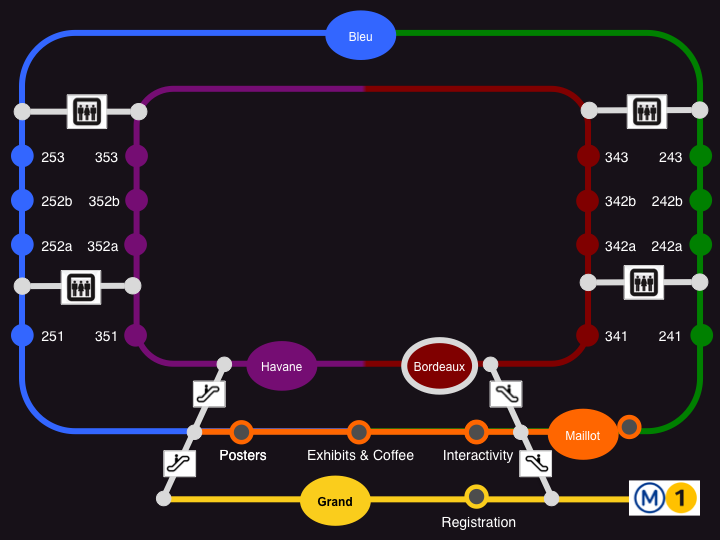 Bleu
253 353 343 243
252b 352b 342b 242b
252a 352a 342a 242a
251 351 341 241
Havane Bordeaux
Maillot
Posters Exhibits & Coffee Interactivity
Grand
M 1
Registration